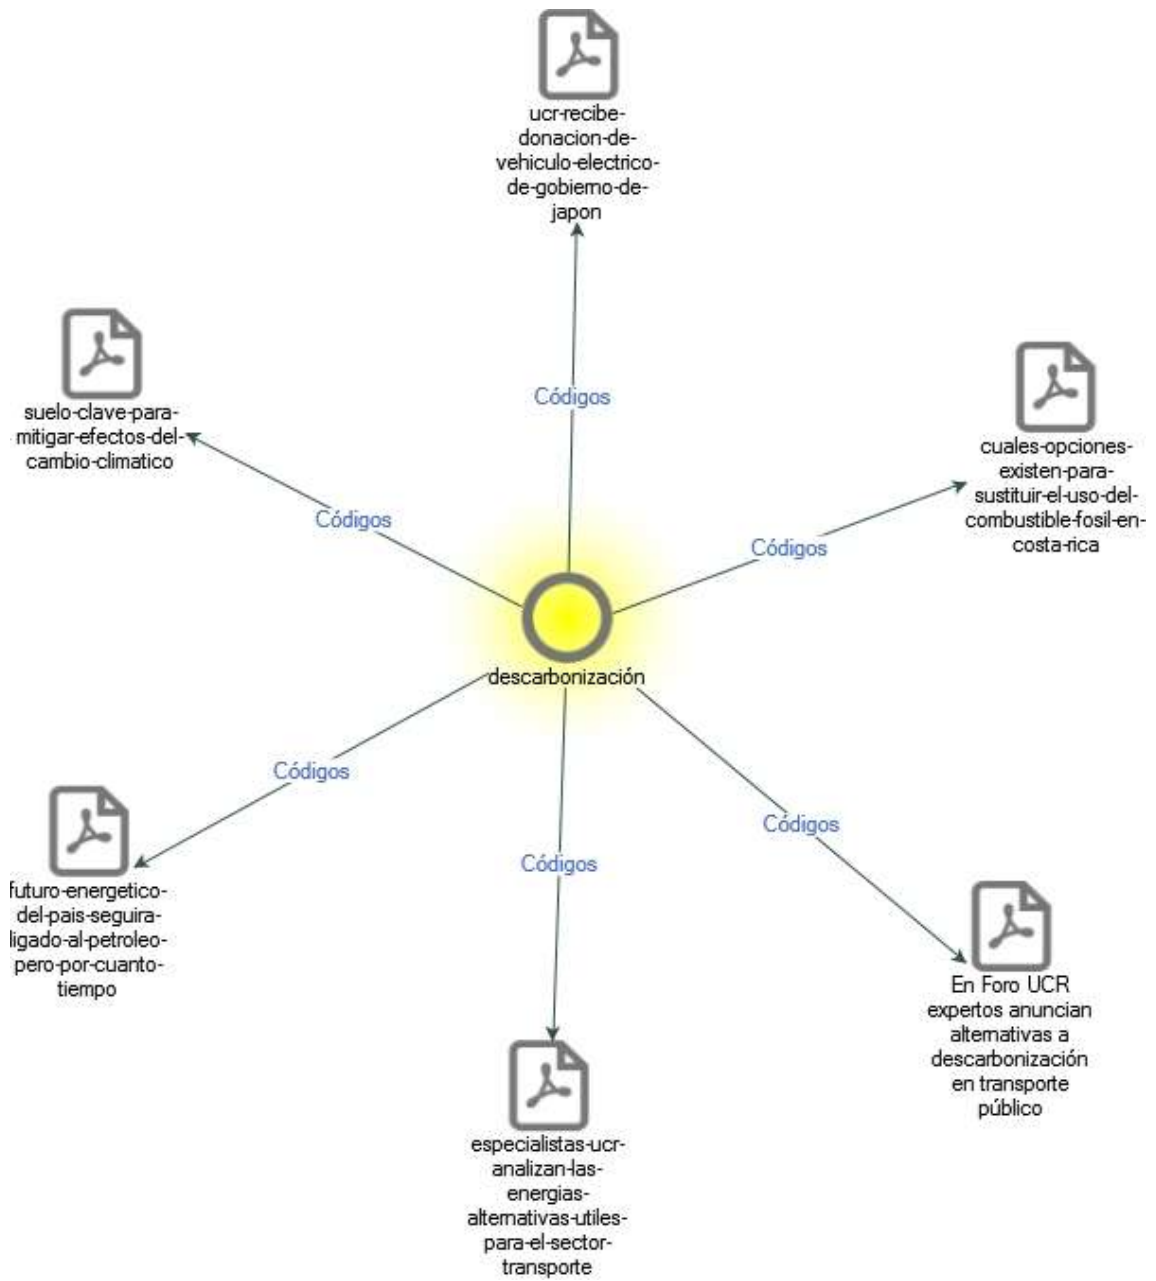 ucr-recibe-
donacion-de-
vehiculo-electrico-
de-gobierno-de-
japon
Códigos
suelo-clave-para-
mitigar-efectos-del-
cambio-climatico
Códigos
cuales-opciones-
existen-para-
sustituir-el-uso-del-
combustible-fosil-en-
costa-rica
Códigos
descarbonización
Códigos
futuro-energetico-
del-pais-seguira-
ligado-al-petroleo-
pero-por-cuanto-
tiempo
Códigos
especialistas-ucr-
analizan-las-
energias-
alternativas-utiles-
para-el-sector-
transporte
Códigos
En Foro UCR
expertos anuncian
alternativas a
descarbonización
en transporte
público